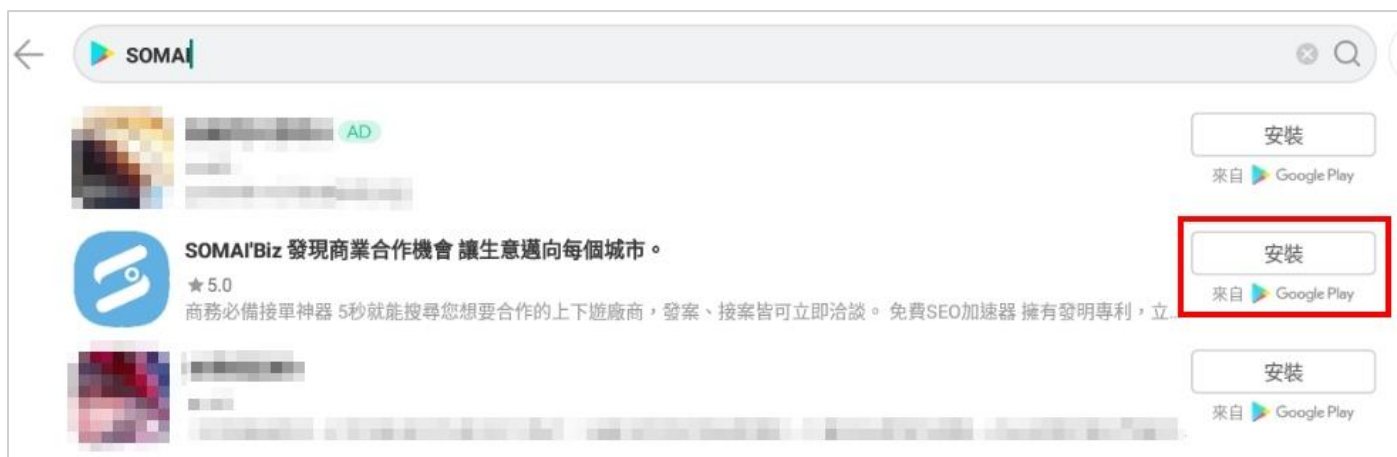 SOMAI
AD
安裝
來自 Google Play
SOMAI'Biz 發現商業合作機會 讓生意邁向每個城市。
★5.0
商務必備接單神器 5秒就能搜尋您想要合作的上下遊廠商,發案、接案皆可立即洽談。 免費SEO加速器 擁有發明專利,立...
安裝
來自 Google Play
安裝
來自 Google Play